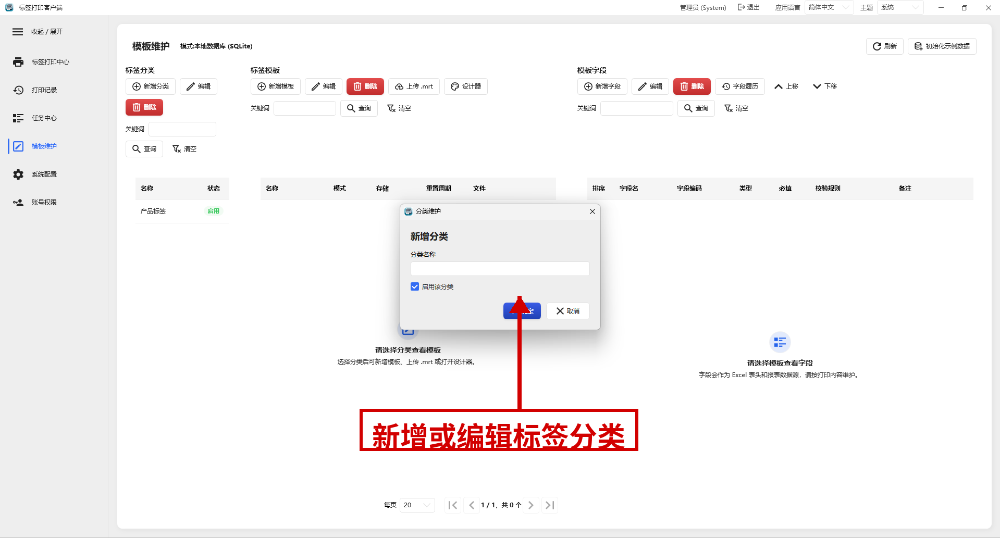 标签打印客户端
管理员 (System) 退出 应用语言 简体中文 主题 系统
收起 / 展开
标签打印中心
打印记录
任务中心
模板维护
系统配置
账号权限
模板维护 模式:本地数据库 (SQLite)
刷新 初始化示例数据
标签分类
新增分类 编辑
删除
关键词
查询 清空
标签模板
新增模板 编辑 删除 上传 .mrt 设计器
关键词 查询 清空
模板字段
新增字段 编辑 删除 字段履历 上移 下移
关键词 查询 清空
名称 状态
产品标签 启用
名称 模式 存储 重置周期 文件
排序 字段名 字段编码 类型 必填 校验规则 备注
分类维护
新增分类
分类名称
启用该分类
定 取消
请选择分类查看模板
选择分类后可新增模板、上传 .mrt 或打开设计器。
请选择模板查看字段
字段会作为 Excel 表头和报表数据源，请按打印内容维护。
新增或编辑标签分类
每页 20 1 / 1，共 0 个